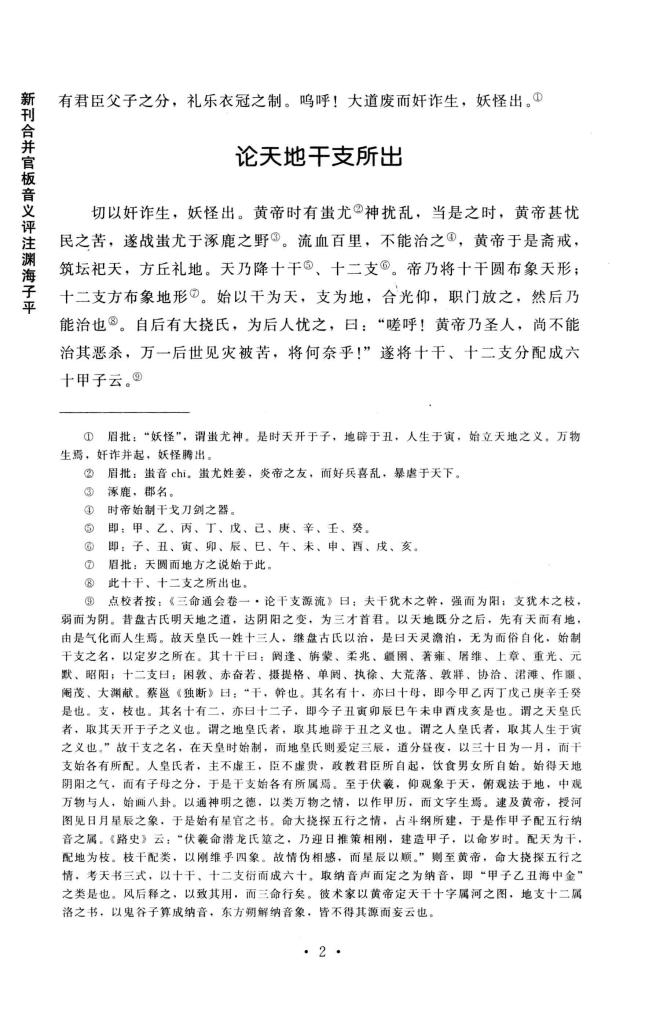 新刊合并官板音义评注渊海子平
有君臣父子之分，礼乐衣冠之制。呜呼！大道废而奸诈生，妖怪出。①
论天地干支所出
切以奸诈生，妖怪出。黄帝时有蚩尤②神扰乱，当是之时，黄帝甚忧
民之苦，遂战蚩尤于涿鹿之野③。流血百里，不能治之④，黄帝于是斋戒，
筑坛祀天，方丘礼地。天乃降十干⑤、十二支⑥。帝乃将十干圆布象天形；
十二支方布象地形⑦。始以干为天，支为地，合光仰，职门放之，然后乃
能治也⑧。自后有大挠氏，为后人忧之，曰：“嗟呼！黄帝乃圣人，尚不能
治其恶杀，万一后世见灾被苦，将何奈乎！”遂将十干、十二支分配成六
十甲子云。⑨
① 眉批：“妖怪”，谓蚩尤神。是时天开于子，地辟于丑，人生于寅，始立天地之义。万物
生焉，奸诈并起，妖怪腾出。
② 眉批：蚩音 chi。蚩尤姓姜，炎帝之友，而好兵喜乱，暴虐于天下。
③ 涿鹿，郡名。
④ 时帝始制干戈刀剑之器。
⑤ 即：甲、乙、丙、丁、戊、己、庚、辛、壬、癸。
⑥ 即：子、丑、寅、卯、辰、巳、午、未、申、酉、戌、亥。
⑦ 眉批：天圆而地方之说始于此。
⑧ 此十干、十二支之所出也。
⑨ 点校者按：《三命通会卷一·论干支源流》曰：夫干犹木之幹，强而为阳；支犹木之枝，
弱而为阴。昔盘古氏明天地之道，达阴阳之变，为三才首君。以天地既分之后，先有天而有地，
由是气化而人生焉。故天皇氏一姓十三人，继盘古氏以治，是曰天灵澹泊，无为而俗自化，始制
干支之名，以定岁之所在。其十干曰：阏逢、旃蒙、柔兆、疆圉、著雍、屠维、上章、重光、元
默、昭阳；十二支曰：困敦、赤奋若、摄提格、单阏、执徐、大荒落、敦牂、协洽、涒滩、作噩、
阉茂、大渊献。蔡邕《独断》曰：“干，幹也。其名有十，亦曰十母，即今甲乙丙丁戊己庚辛壬癸
是也。支，枝也。其名十有二，亦曰十二子，即今子丑寅卯辰巳午未申酉戌亥是也。谓之天皇氏
者，取其天开于子之义也。谓之地皇氏者，取其地辟于丑之义也。谓之人皇氏者，取其人生于寅
之义也。”故干支之名，在天皇时始制，而地皇氏则爰定三辰，道分昼夜，以三十日为一月，而干
支始各有所配。人皇氏者，主不虚王，臣不虚贵，政教君臣所自起，饮食男女所自始。始得天地
阴阳之气，而有子母之分，于是干支始各有所属焉。至于伏羲，仰观象于天，俯观法于地，中观
万物与人，始画八卦。以通神明之德，以类万物之情，以作甲历，而文字生焉。逮及黄帝，授河
图见日月星辰之象，于是始有星官之书。命大挠探五行之情，占斗纲所建，于是作甲子配五行纳
音之属。《路史》云：“伏羲命潜龙氏筮之，乃迎日推策相刚，建造甲子，以命岁时。配天为干，
配地为枝。枝干配类，以刚维乎四象。故情伪相感，而星辰以顺。”则至黄帝，命大挠探五行之
情，考天书三式，以十干、十二支衍而成六十。取纳音声而定之为纳音，即“甲子乙丑海中金”
之类是也。风后释之，以致其用，而三命行矣。彼术家以黄帝定天干十字属河之图，地支十二属
洛之书，以鬼谷子算成纳音，东方朔解纳音象，皆不得其源而妄云也。
· 2 ·